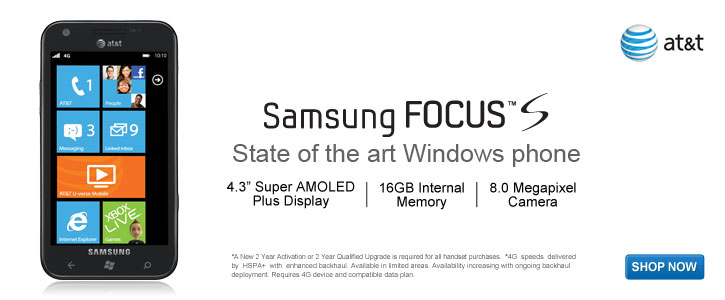 at&t
4G 10:10
1
AT&T
People
3
Messaging
9
Linked inbox
AT&T U-verse Mobile
Internet Explorer
XBOX
LIVE
Games
SAMSUNG
at&t
Samsung FOCUS™ S
State of the art Windows phone
4.3" Super AMOLED
Plus Display
16GB Internal
Memory
8.0 Megapixel
Camera
*A New 2 Year Activation or 2 Year Qualified Upgrade is required for all handset purchases. *4G speeds delivered
by HSPA+ with enhanced backhaul. Available in limited areas. Availability increasing with ongoing backhaul
deployment. Requires 4G device and compatible data plan.
SHOP NOW